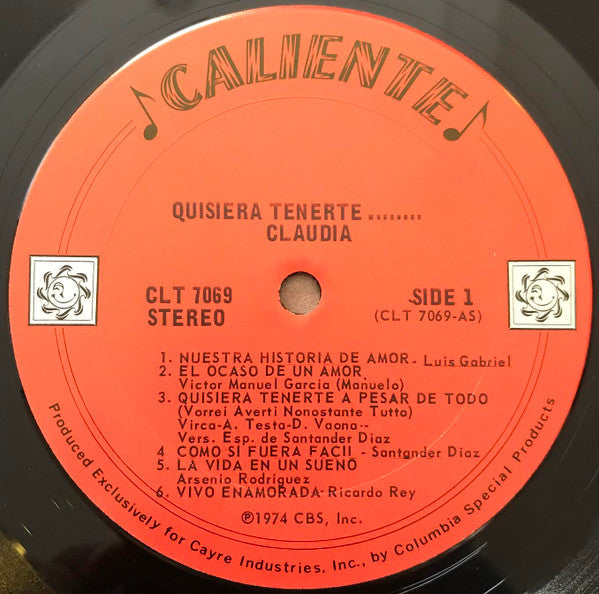 CALIENTE
QUISIERA TENERTE ........
CLAUDIA
CLT 7069
STEREO
SIDE 1
(CLT 7069-AS)
1. NUESTRA HISTORIA DE AMOR - Luis Gabriel
2. EL OCASO DE UN AMOR
Victor Manuel Garcia (Manuelo)
3. QUISIERA TENERTE A PESAR DE TODO
(Vorrei Averti Nonostante Tutto)
Virca-A. Testa-D. Vaona-
Vers. Esp. de Santander Diaz
4 COMO SI FUERA FACIL - Santander Diaz
5. LA VIDA EN UN SUENO
Arsenio Rodriguez
6. VIVO ENAMORADA-Ricardo Rey
℗1974 CBS, Inc.
Produced Exclusively for Cayre Industries, Inc., by Columbia Special Products